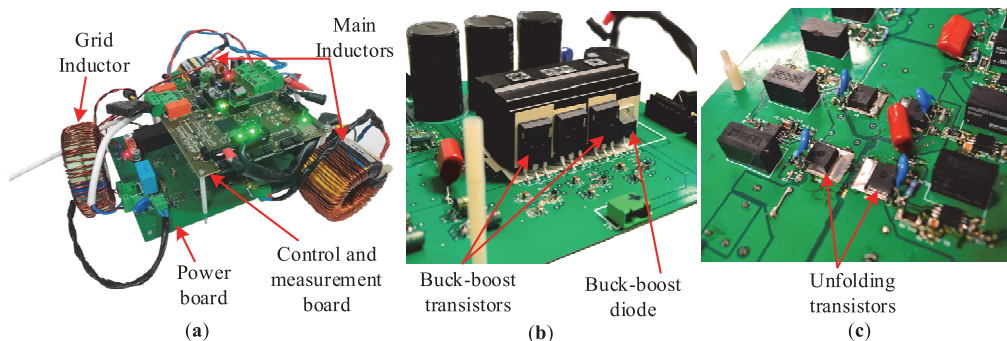 Grid
Inductor
Main
Inductors
Power
board
Control and
measurement
board
(a)
Buck-boost
transistors
Buck-boost
diode
(b)
Unfolding
transistors
(c)